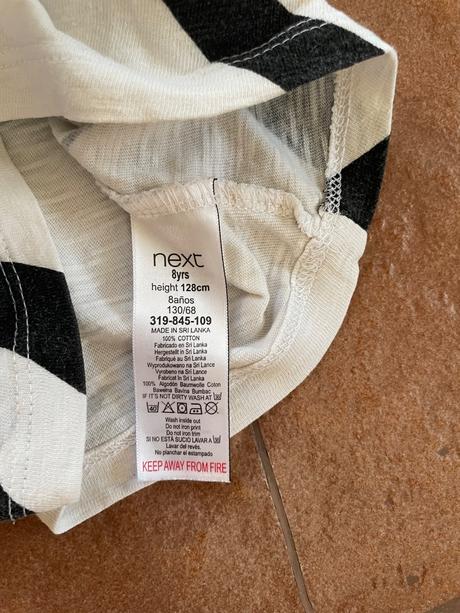 next
8yrs
height 128cm
8años
130/68
319-845-109
MADE IN SRI LANKA
100% COTTON
Fabricado en Sri Lanka
Hergestellt in Sri Lanka
Fabriqué au Sri Lanka
Wyprodukowano na Sri Lance
Vyrobeno na Sri Lance
Fabricat In Sri Lanka
100% Algodón Baumwolle Coton
Bawełna Bavlna Bumbac
IF IT'S NOT DIRTY WASH AT
40
Wash inside out
Do not iron print
Do not iron trim
SI NO ESTÁ SUCIO LAVAR A
Lavar del revés.
No planchar el estampado
KEEP AWAY FROM FIRE